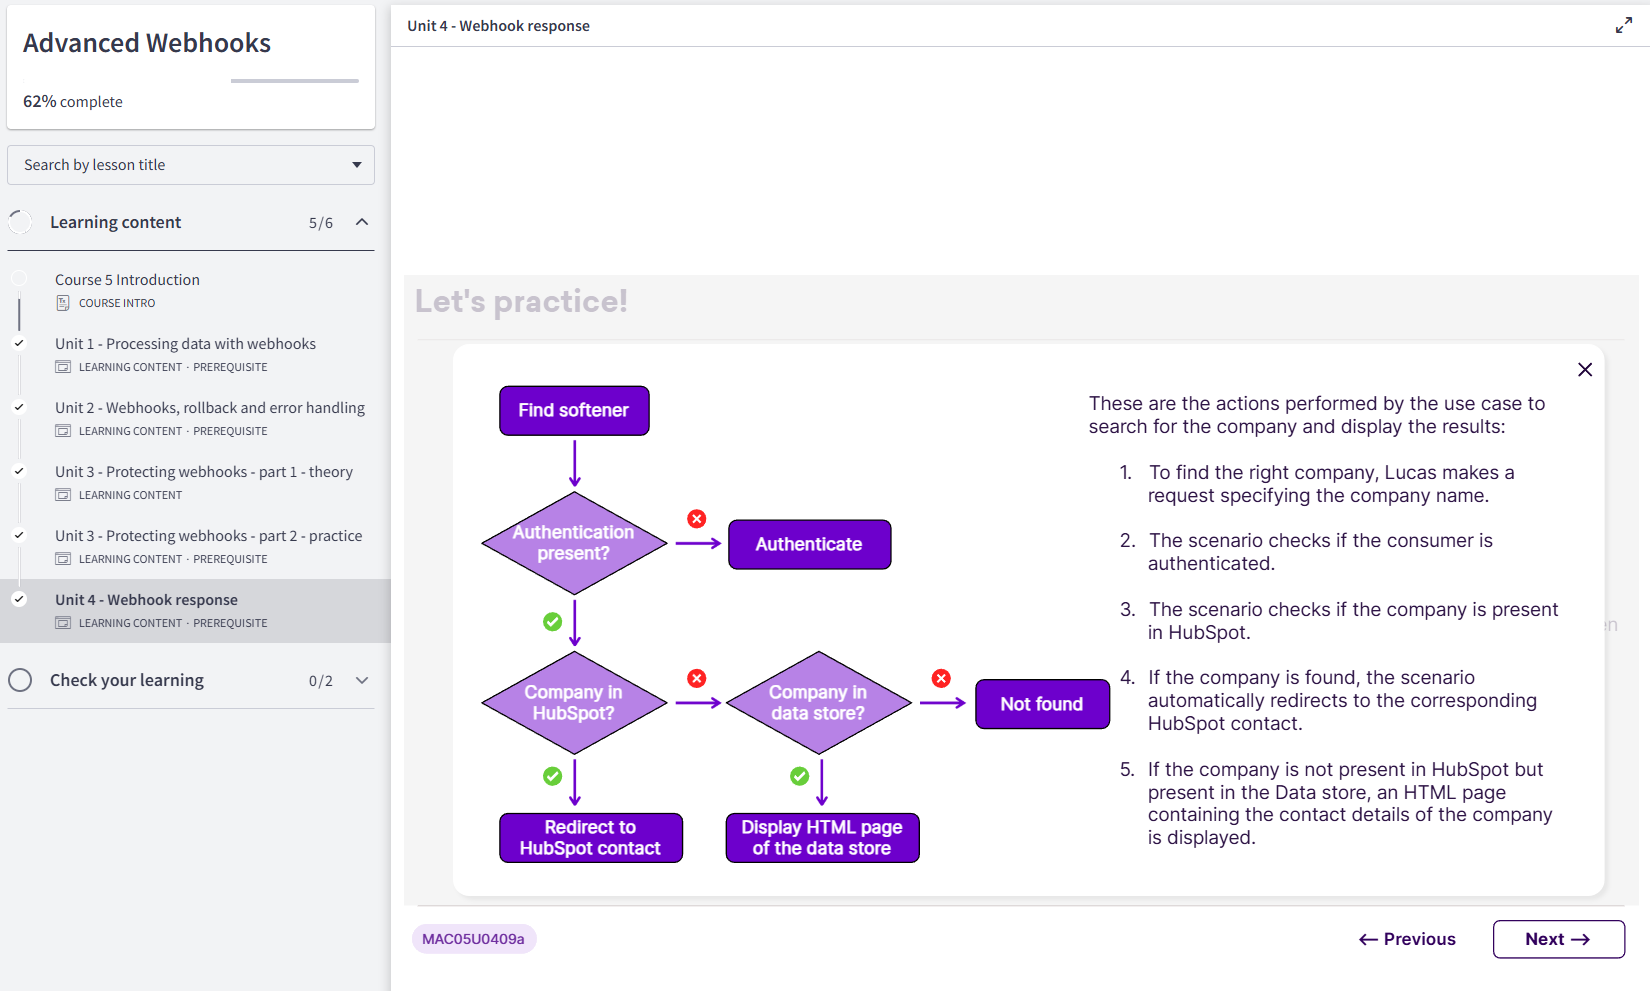 Advanced Webhooks
62% complete
Search by lesson title
Learning content 5/6
Course 5 Introduction
COURSE INTRO
Unit 1 - Processing data with webhooks
LEARNING CONTENT · PREREQUISITE
Unit 2 - Webhooks, rollback and error handling
LEARNING CONTENT · PREREQUISITE
Unit 3 - Protecting webhooks - part 1 - theory
LEARNING CONTENT
Unit 3 - Protecting webhooks - part 2 - practice
LEARNING CONTENT · PREREQUISITE
Unit 4 - Webhook response
LEARNING CONTENT · PREREQUISITE
Check your learning 0/2
Unit 4 - Webhook response
Let's practice!
Find softener
Authentication
present?
Authenticate
Company in
HubSpot?
Company in
data store?
Not found
Redirect to
HubSpot contact
Display HTML page
of the data store
These are the actions performed by the use case to
search for the company and display the results:
1. To find the right company, Lucas makes a
request specifying the company name.
2. The scenario checks if the consumer is
authenticated.
3. The scenario checks if the company is present
in HubSpot.
4. If the company is found, the scenario
automatically redirects to the corresponding
HubSpot contact.
5. If the company is not present in HubSpot but
present in the Data store, an HTML page
containing the contact details of the company
is displayed.
MAC05U0409a
← Previous
Next →